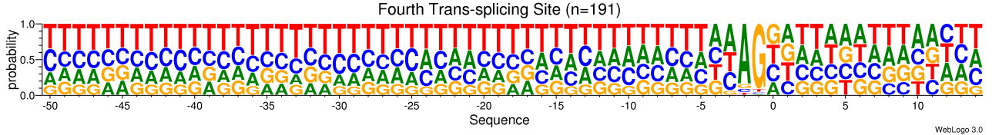 Fourth Trans-splicing Site (n=191)
probability
1.0
0.5
0.0
-50 -45 -40 -35 -30 -25 -20 -15 -10 -5 0 5 10
Sequence
WebLogo 3.0